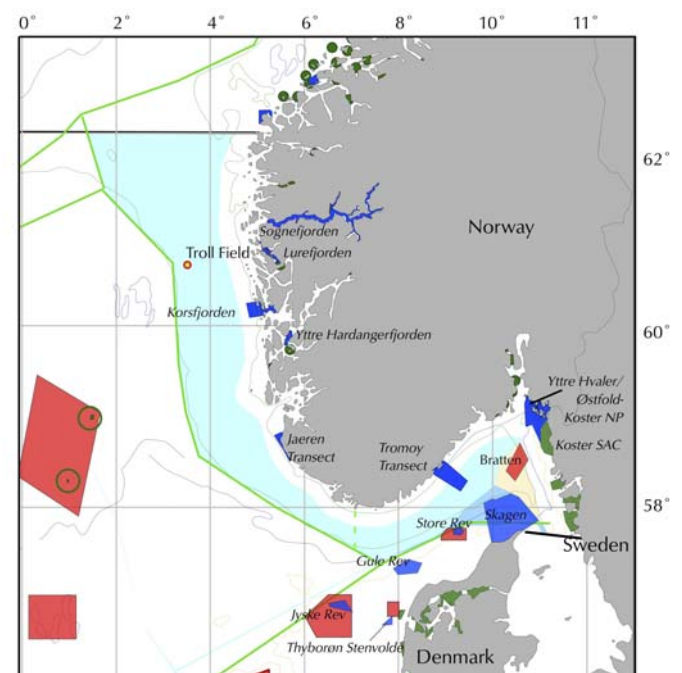 0° 2° 4° 6° 8° 10° 11°
62°
Norway
Sognefjorden
Troll Field
Lurefjorden
Korsfjorden
60°
Yttre Hardangerfjorden
Yttre Hvaler/
Østfold-
Koster NP
Jaeren
Transect
Tromoy
Transect
Koster SAC
Bratten
58°
Skagen
Store Rev
Sweden
Gule Rev
Jyske Rev
Thyborøn Stenvolde
Denmark